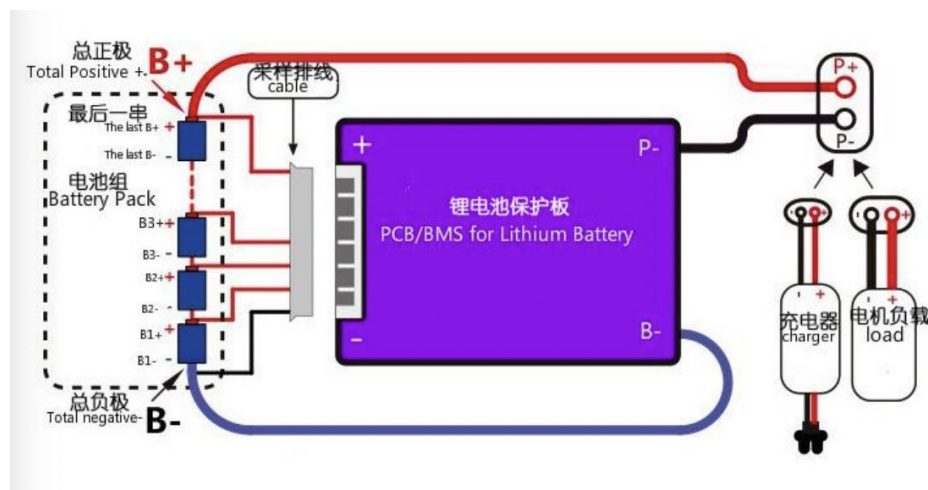 总正极
Total Positive +.
B+
最后一串
The last B+ +
The last B- -
电池组
Battery Pack
B3+ +
B3- -
B2+ +
B2- -
B1+ +
B1- -
总负极
Total negative-
B-
采样排线
cable
+
-
锂电池保护板
PCB/BMS for Lithium Battery
P-
B-
P+
P-
- +
- +
充电器
charger
- +
- +
电机负载
load